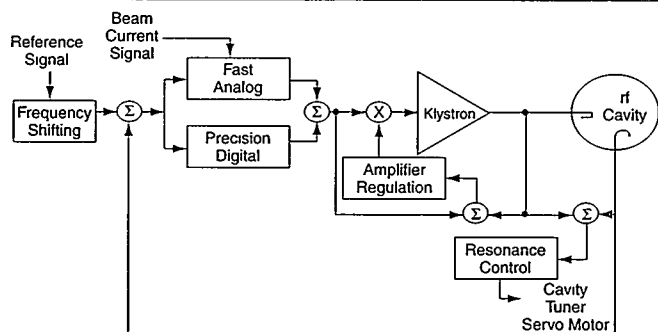 Reference
Signal
Beam
Current
Signal
Frequency
Shifting
Σ
Fast
Analog
Precision
Digital
Σ
X
Klystron
rf
Cavity
Amplifier
Regulation
Σ
Σ
Resonance
Control
Cavity
Tuner
Servo Motor